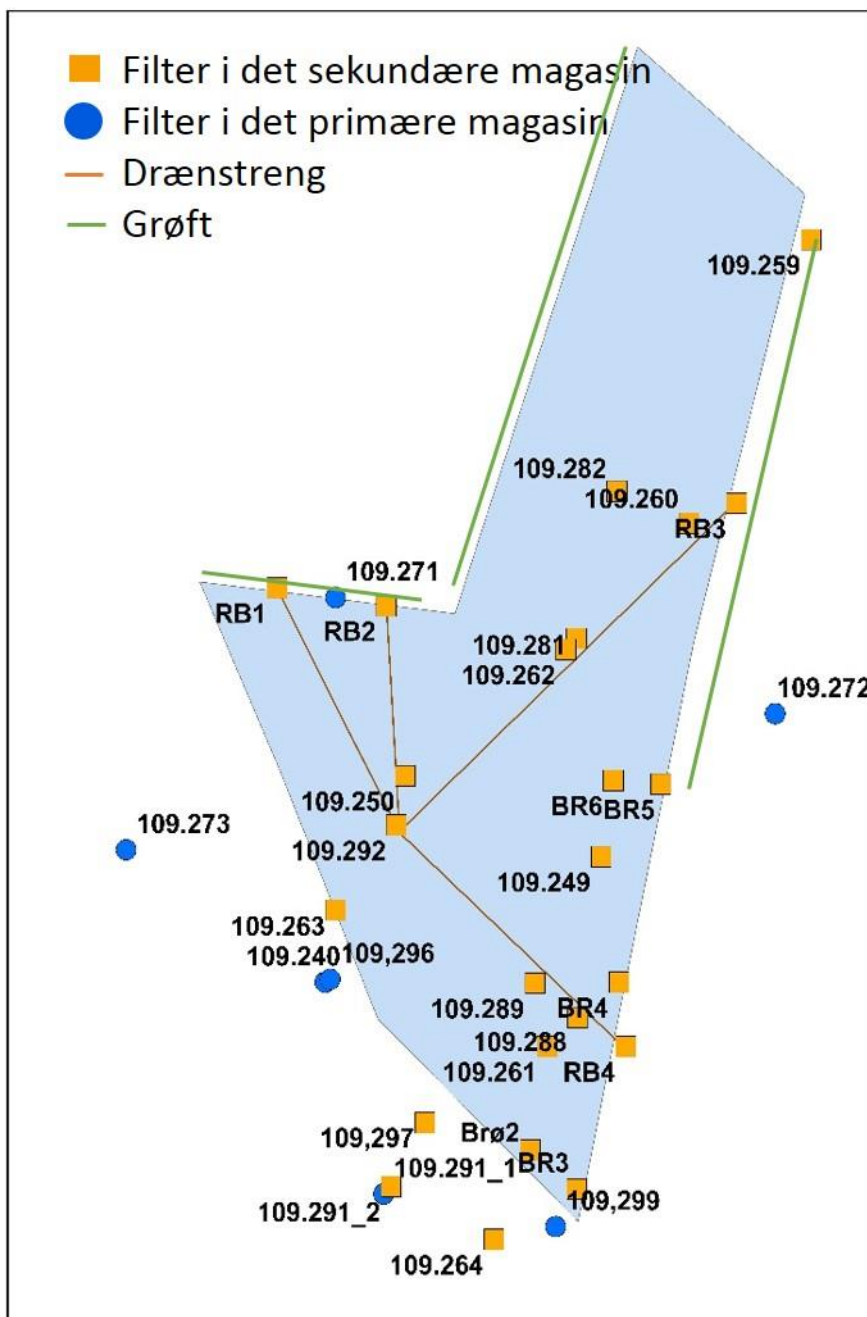 Filter i det sekundære magasin
Filter i det primære magasin
Drænstreng
Grøft
109.259
109.282
109.260
RB3
109.271
RB1
RB2
109.281
109.262
109.272
109.250
BR6
BR5
109.273
109.292
109.249
109.263
109.240
109,296
109.289
BR4
109.288
109.261
RB4
109,297
Brø2
109.291_1
BR3
109.291_2
109,299
109.264